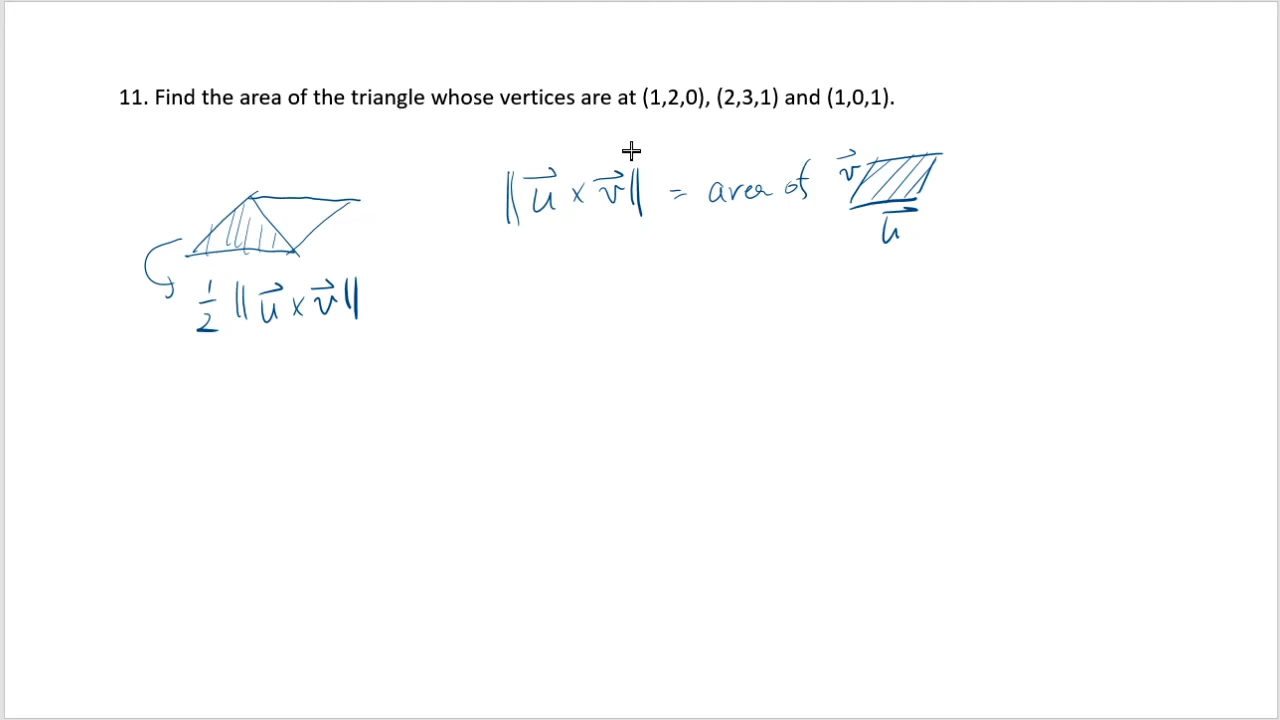 11. Find the area of the triangle whose vertices are at (1,2,0), (2,3,1) and (1,0,1).
‖u⃗ × v⃗‖ = area of v⃗
u⃗
½ ‖u⃗ × v⃗‖